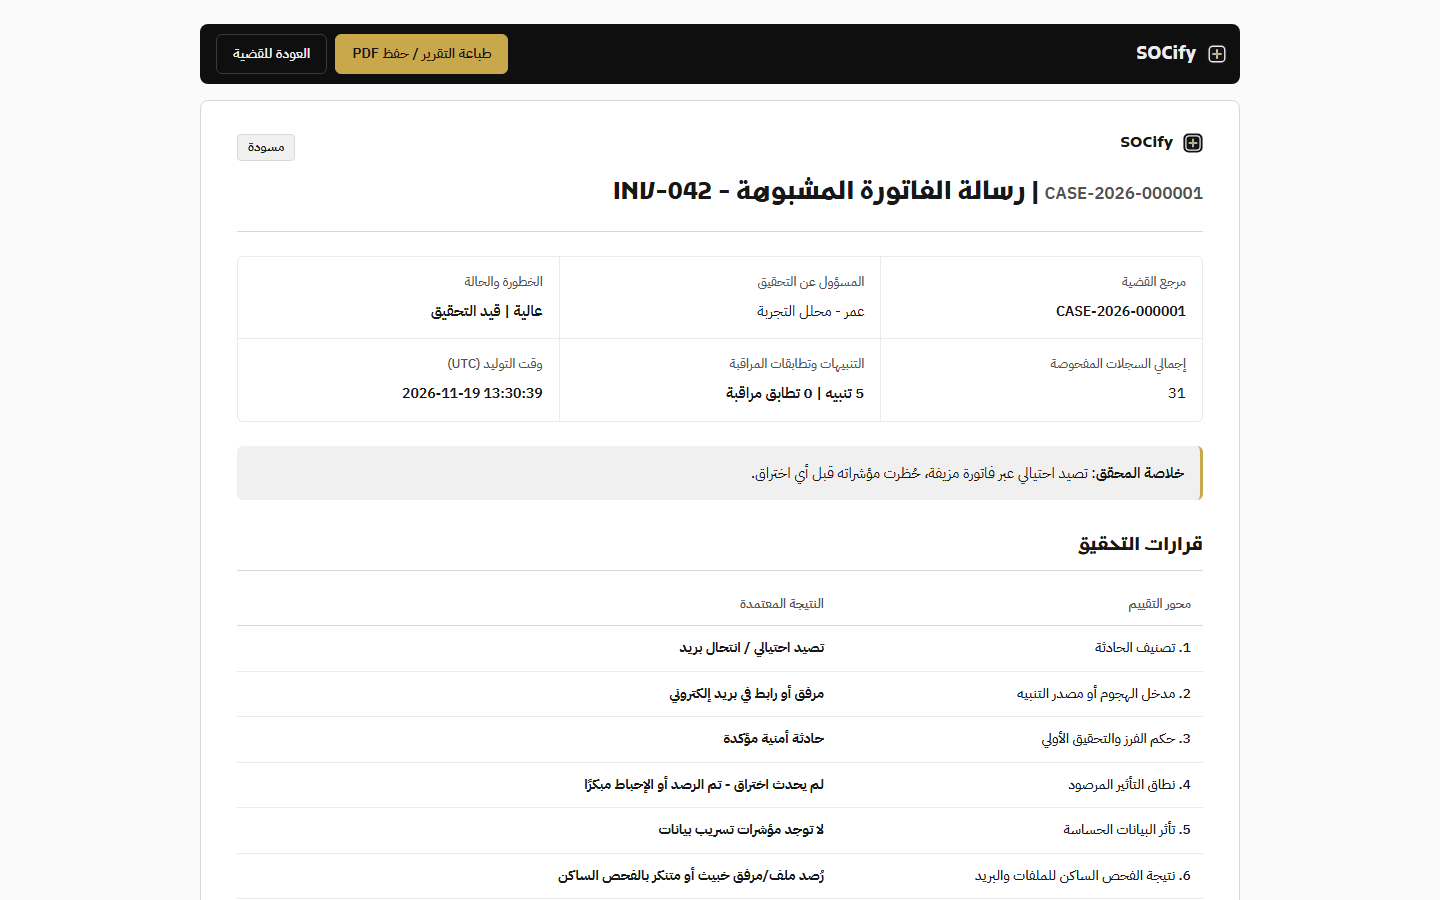 SOCify
طباعة التقرير / حفظ PDF
العودة للقضية
SOCify
مسودة
CASE-2026-000001 | رسالة الفاتورة المشبوهة - INV-042
مرجع القضية
CASE-2026-000001
المسؤول عن التحقيق
عمر - محلل التجربة
الخطورة والحالة
عالية | قيد التحقيق
إجمالي السجلات المفحوصة
31
التنبيهات وتطابقات المراقبة
5 تنبيه | 0 تطابق مراقبة
وقت التوليد (UTC)
2026-11-19 13:30:39
خلاصة المحقق: تصيد احتيالي عبر فاتورة مزيفة، حُظرت مؤشراته قبل أي اختراق.
قرارات التحقيق
محور التقييم
النتيجة المعتمدة
1. تصنيف الحادثة
تصيد احتيالي / انتحال بريد
2. مدخل الهجوم أو مصدر التنبيه
مرفق أو رابط في بريد إلكتروني
3. حكم الفرز والتحقيق الأولي
حادثة أمنية مؤكدة
4. نطاق التأثير المرصود
لم يحدث اختراق - تم الرصد أو الإحباط مبكرًا
5. تأثر البيانات الحساسة
لا توجد مؤشرات تسريب بيانات
6. نتيجة الفحص الساكن للملفات والبريد
رُصد ملف/مرفق خبيث أو متنكر بالفحص الساكن